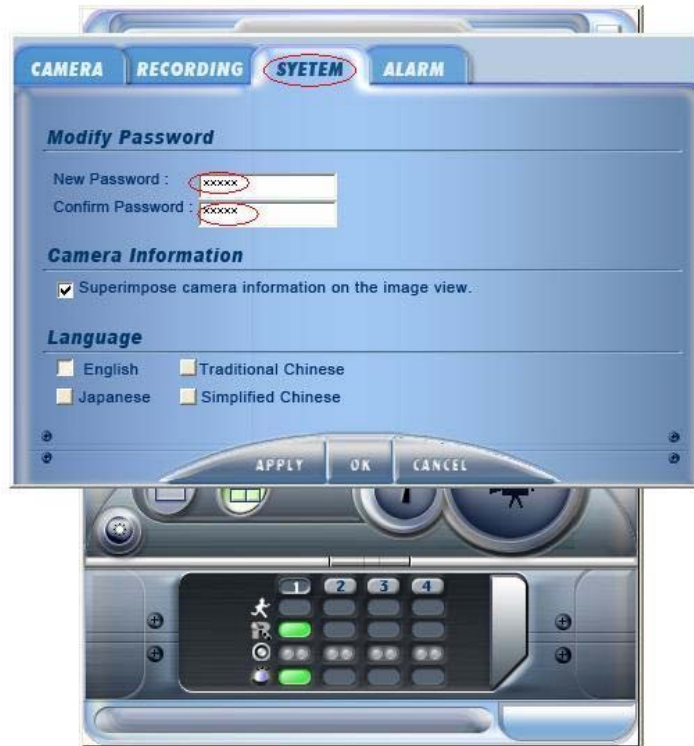 CAMERA RECORDING SYETEM ALARM
Modify Password
New Password : xxxxx
Confirm Password : xxxxx
Camera Information
Superimpose camera information on the image view.
Language
English Traditional Chinese
Japanese Simplified Chinese
APPLY OK CANCEL
1 2 3 4